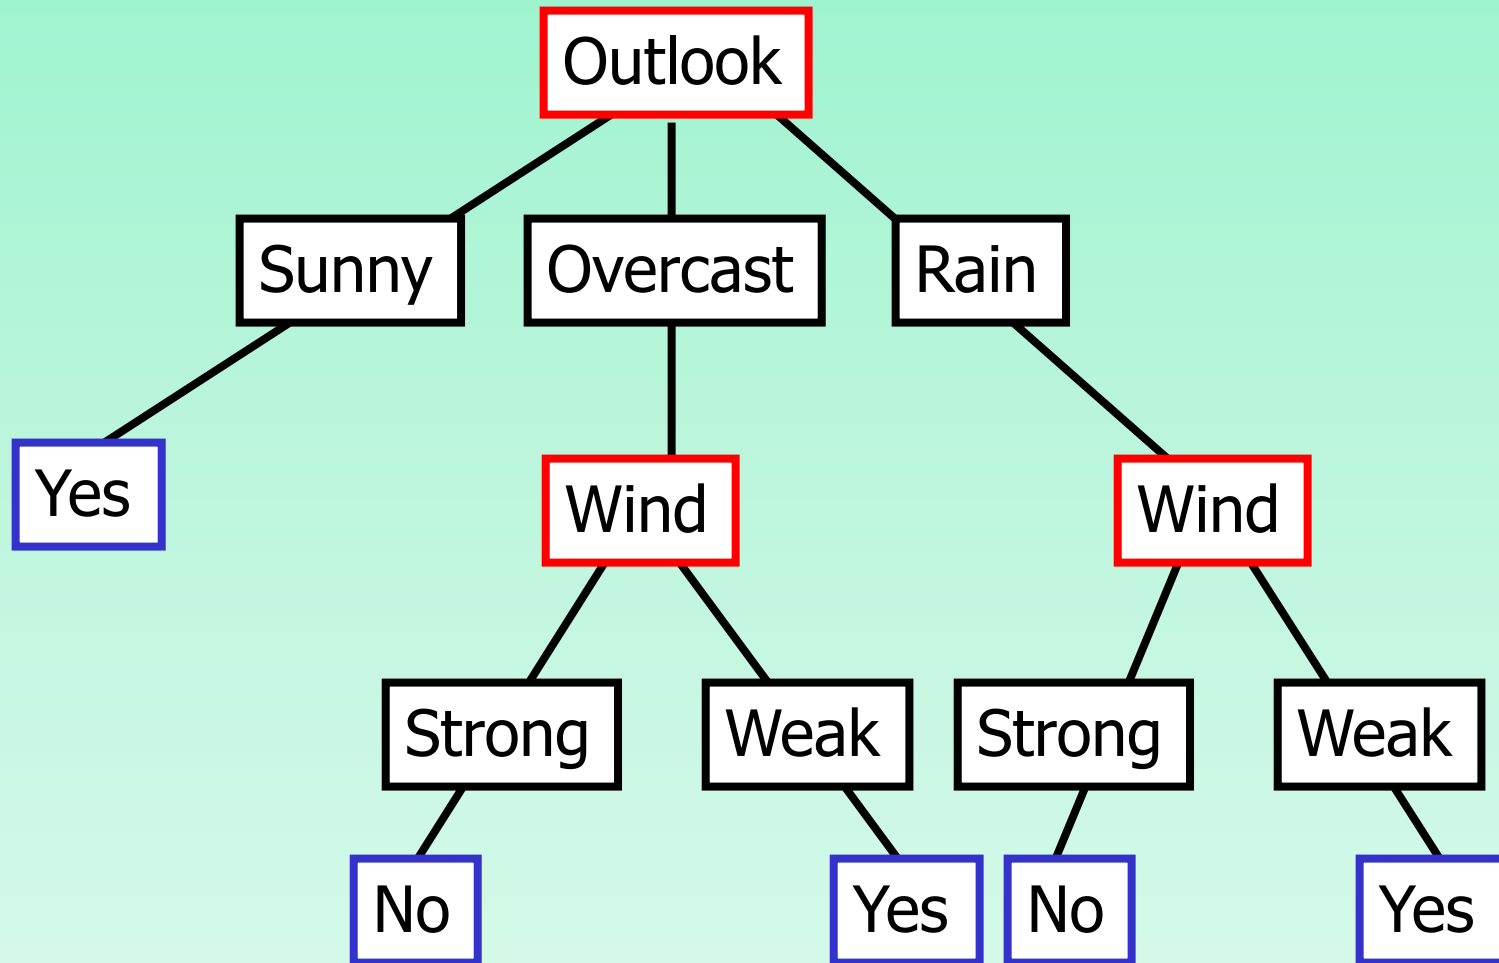 Outlook
Sunny
Overcast
Rain
Yes
Wind
Wind
Strong
Weak
Strong
Weak
No
Yes
No
Yes